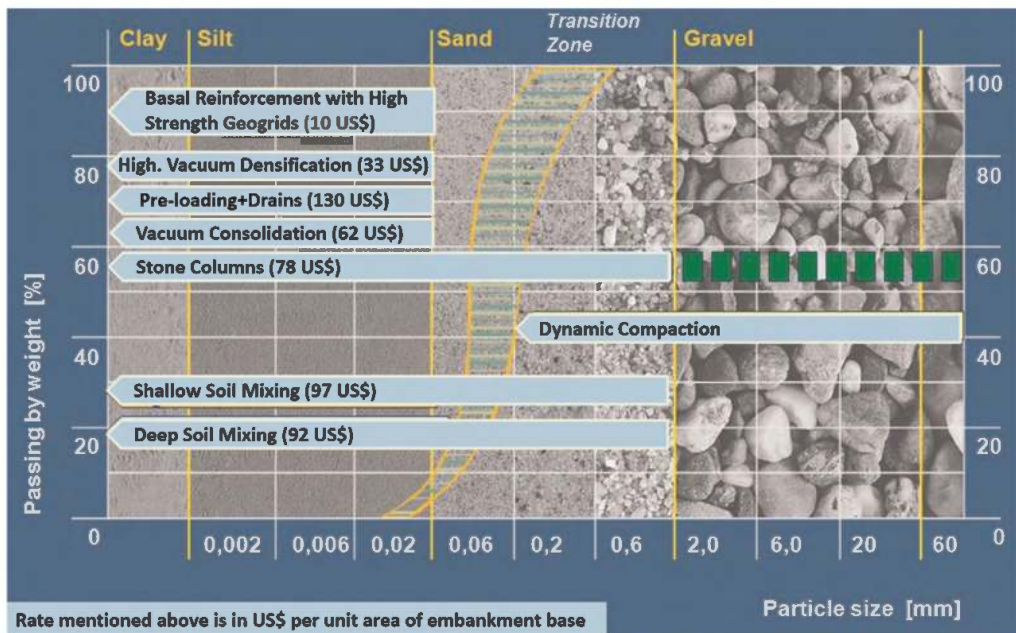 Clay
Silt
Sand
Transition
Zone
Gravel
100
100
Basal Reinforcement with High
Strength Geogrids (10 US$)
High. Vacuum Densification (33 US$)
80
80
Pre-loading+Drains (130 US$)
Vacuum Consolidation (62 US$)
60
60
Stone Columns (78 US$)
Dynamic Compaction
40
40
Shallow Soil Mixing (97 US$)
20
20
Deep Soil Mixing (92 US$)
0
0
Passing by weight [%]
0,002
0,006
0,02
0,06
0,2
0,6
2,0
6,0
20
60
Particle size [mm]
Rate mentioned above is in US$ per unit area of embankment base